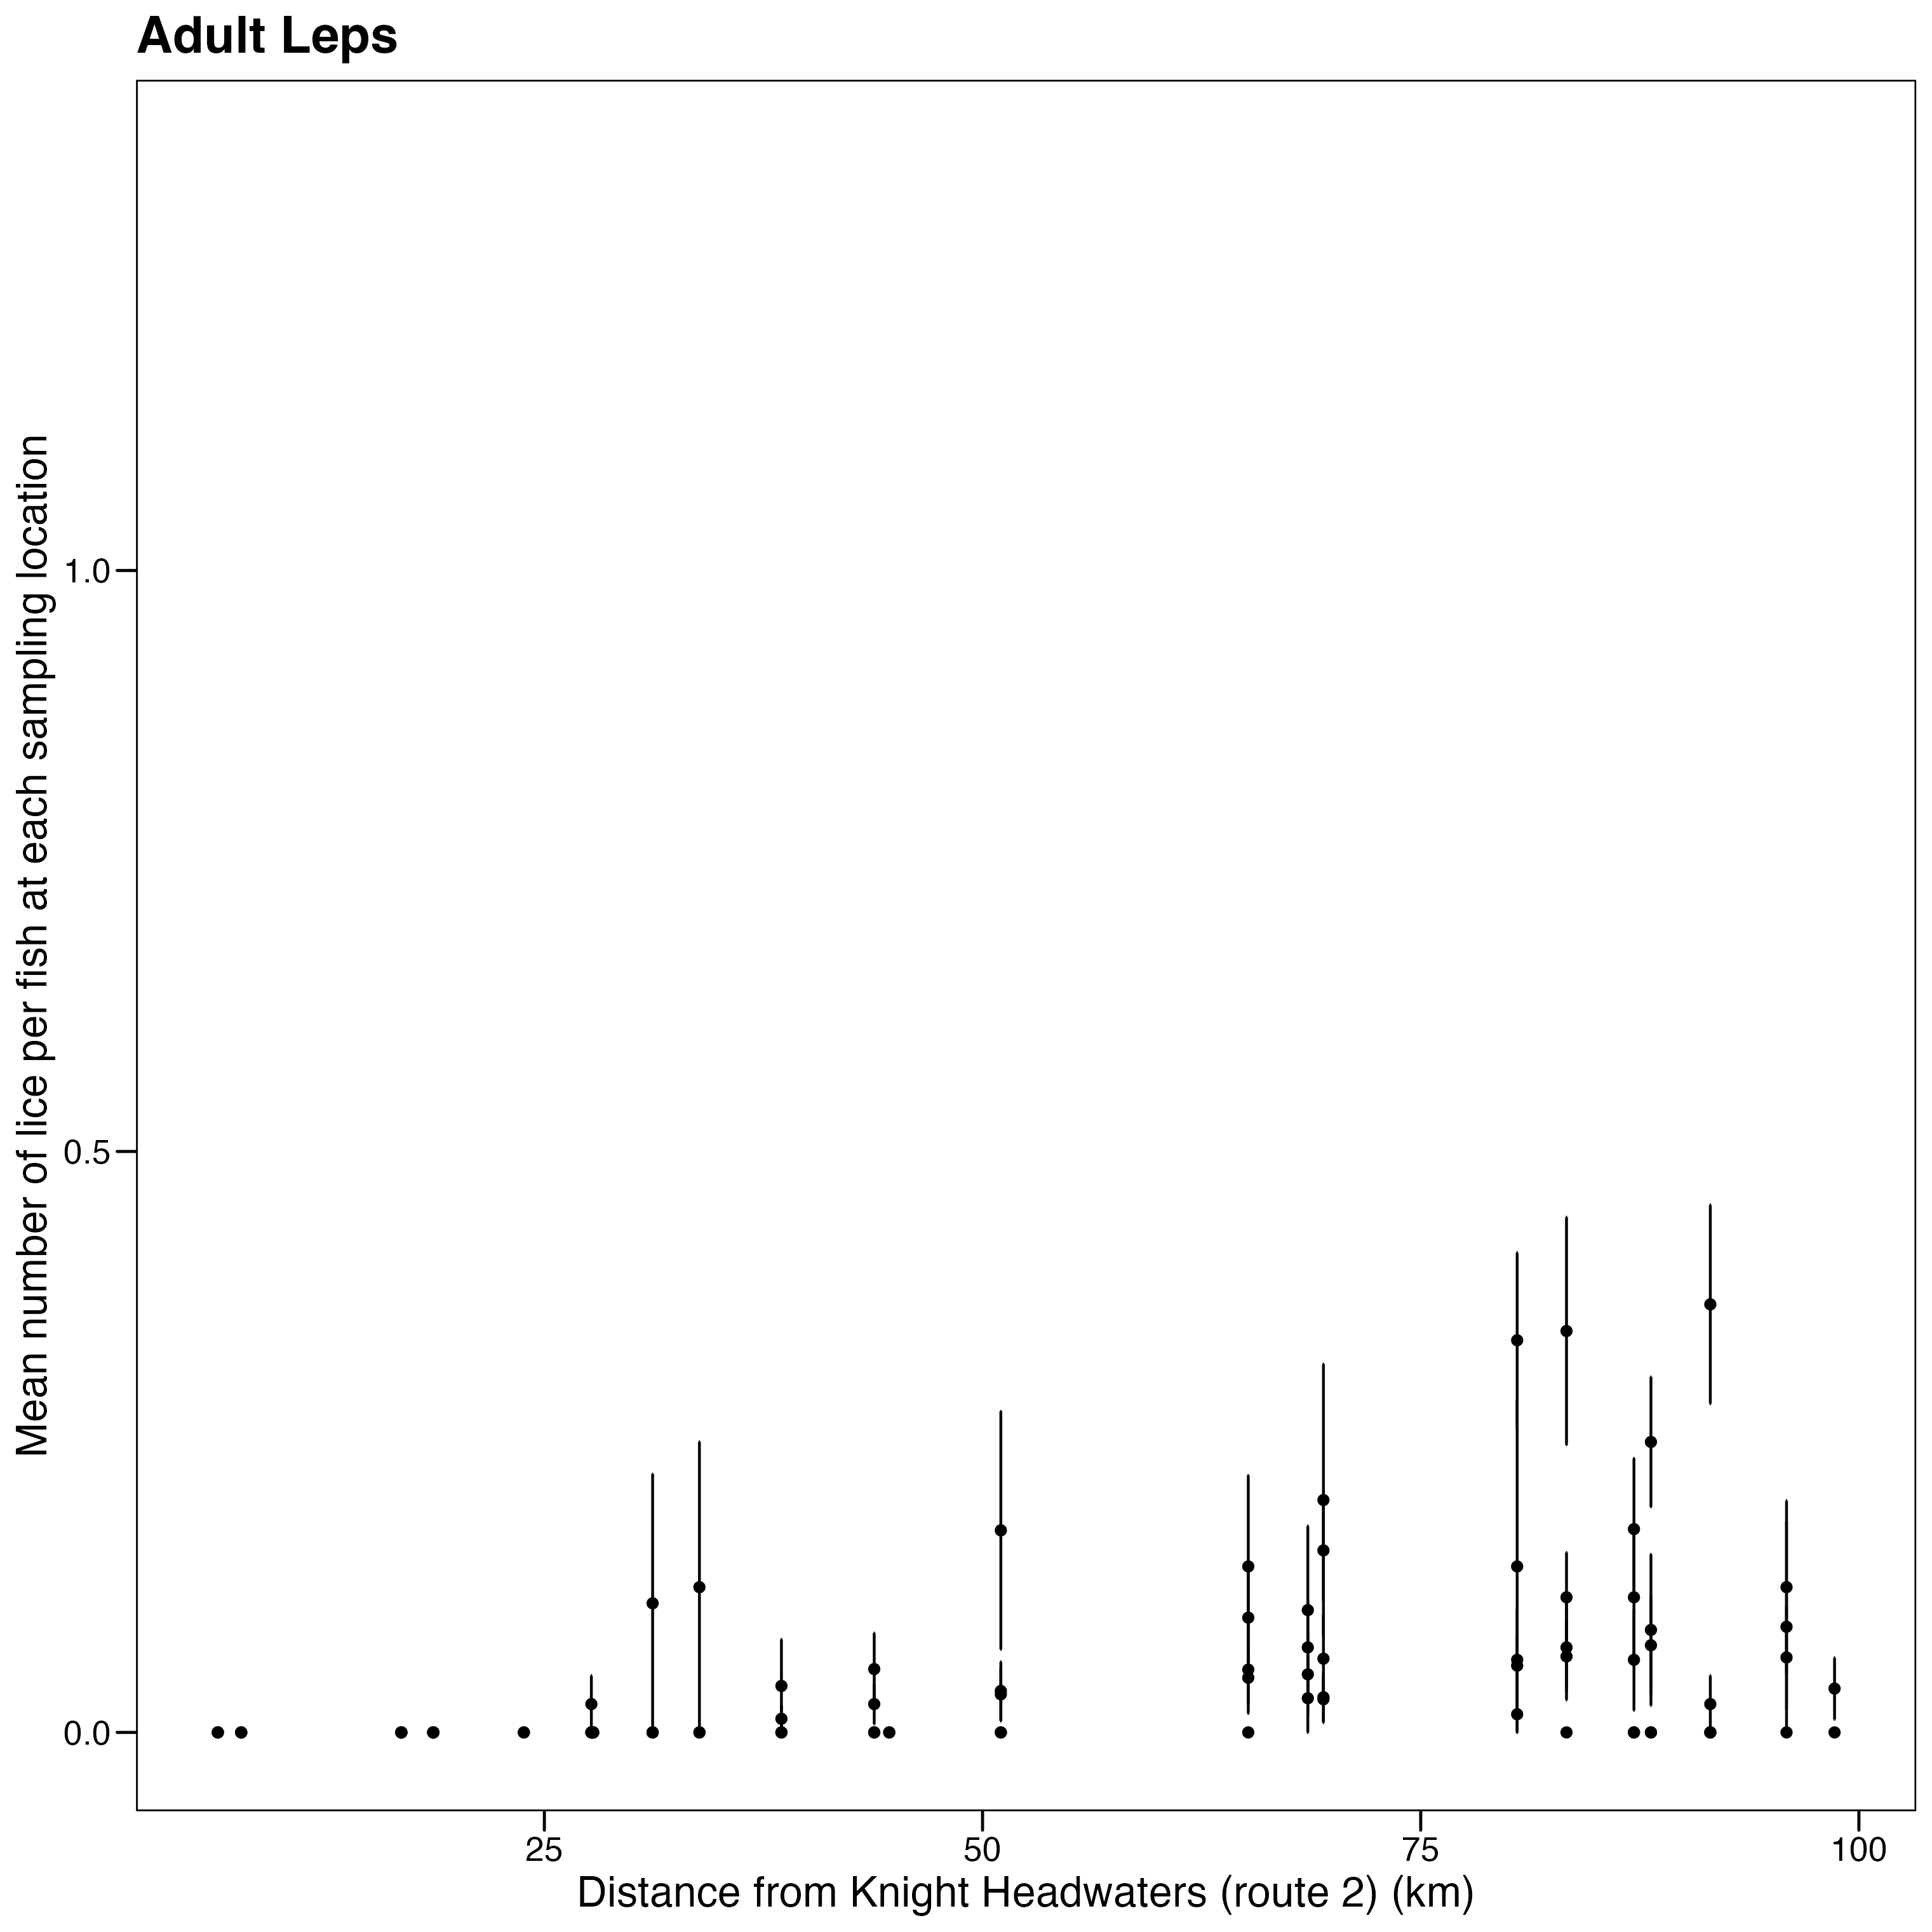 Adult Leps
Mean number of lice per fish at each sampling location
1.0
0.5
0.0
25
50
75
100
Distance from Knight Headwaters (route 2) (km)